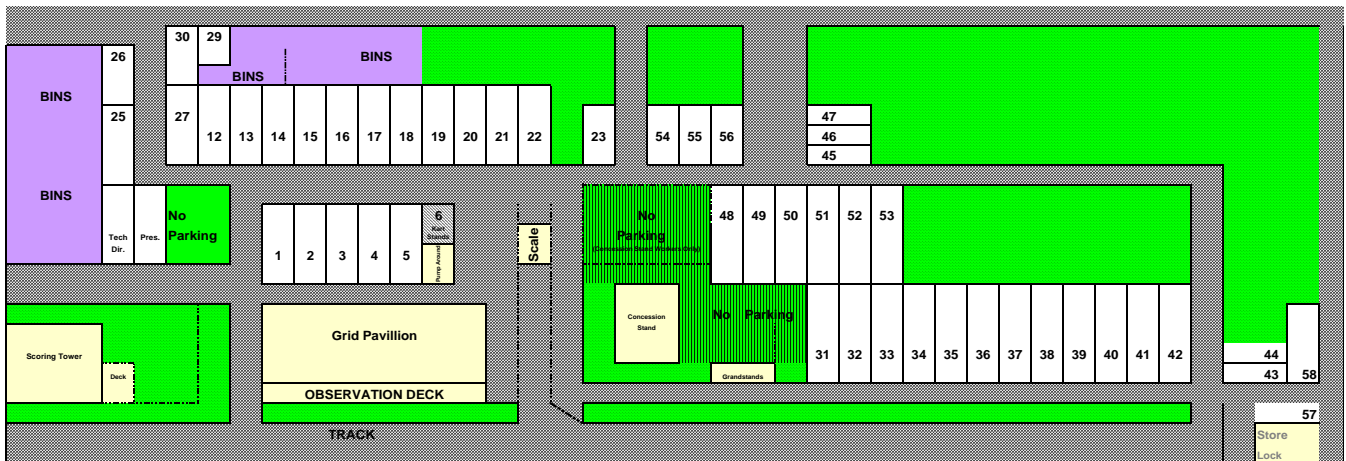 30
29
26
BINS
BINS
BINS
25
27
12
13
14
15
16
17
18
19
20
21
22
23
54
55
56
47
46
45
BINS
Tech
Dir.
Pres.
No
Parking
1
2
3
4
5
6
Kart
Stands
Pump Around
Scale
No
Parking
(Concession Stand Workers Only)
48
49
50
51
52
53
Scoring Tower
Deck
Grid Pavillion
OBSERVATION DECK
Concession
Stand
No Parking
Grandstands
31
32
33
34
35
36
37
38
39
40
41
42
44
43
58
57
TRACK
Store
Lock